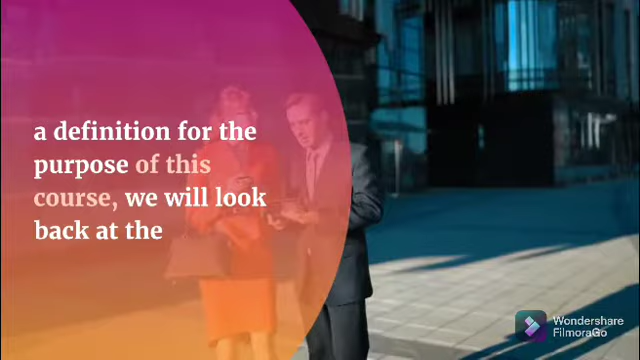 a definition for the
purpose of this
course, we will look
back at the
Wondershare
FilmoraGo